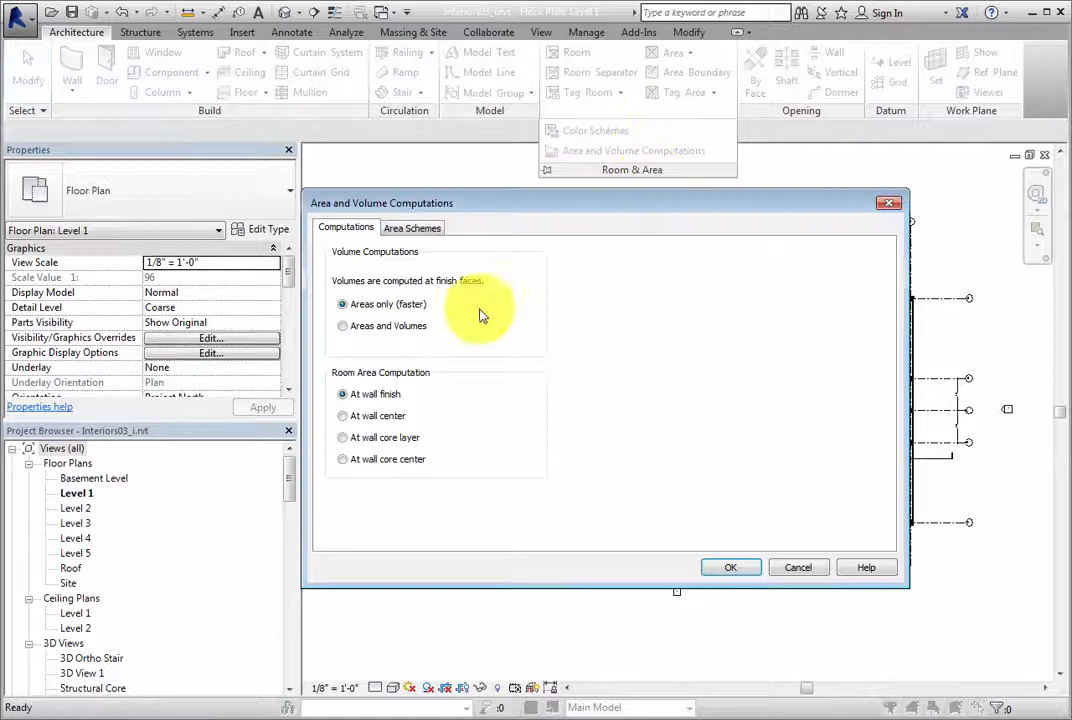 Interiors03_i.rvt - Floor Plan: Level 1
Type a keyword or phrase
Sign In
Architecture
Structure
Systems
Insert
Annotate
Analyze
Massing & Site
Collaborate
View
Manage
Add-Ins
Modify
Modify
Wall
Door
Window
Component
Column
Roof
Ceiling
Floor
Curtain System
Curtain Grid
Mullion
Railing
Ramp
Stair
Model Text
Model Line
Model Group
Room
Room Separator
Tag Room
Area
Area Boundary
Tag Area
By
Face
Shaft
Wall
Vertical
Dormer
Level
Grid
Set
Show
Ref Plane
Viewer
Select
Build
Circulation
Model
Opening
Datum
Work Plane
Color Schemes
Area and Volume Computations
Room & Area
Properties
Floor Plan
Floor Plan: Level 1
Edit Type
Graphics
View Scale
1/8" = 1'-0"
Scale Value 1:
96
Display Model
Normal
Detail Level
Coarse
Parts Visibility
Show Original
Visibility/Graphics Overrides
Edit...
Graphic Display Options
Edit...
Underlay
None
Underlay Orientation
Plan
Orientation
Project North
Properties help
Apply
Project Browser - Interiors03_i.rvt
Views (all)
Floor Plans
Basement Level
Level 1
Level 2
Level 3
Level 4
Level 5
Roof
Site
Ceiling Plans
Level 1
Level 2
3D Views
3D Ortho Stair
3D View 1
Structural Core
Area and Volume Computations
Computations
Area Schemes
Volume Computations
Volumes are computed at finish faces.
Areas only (faster)
Areas and Volumes
Room Area Computation
At wall finish
At wall center
At wall core layer
At wall core center
OK
Cancel
Help
1/8" = 1'-0"
Ready
:0
Main Model
:0